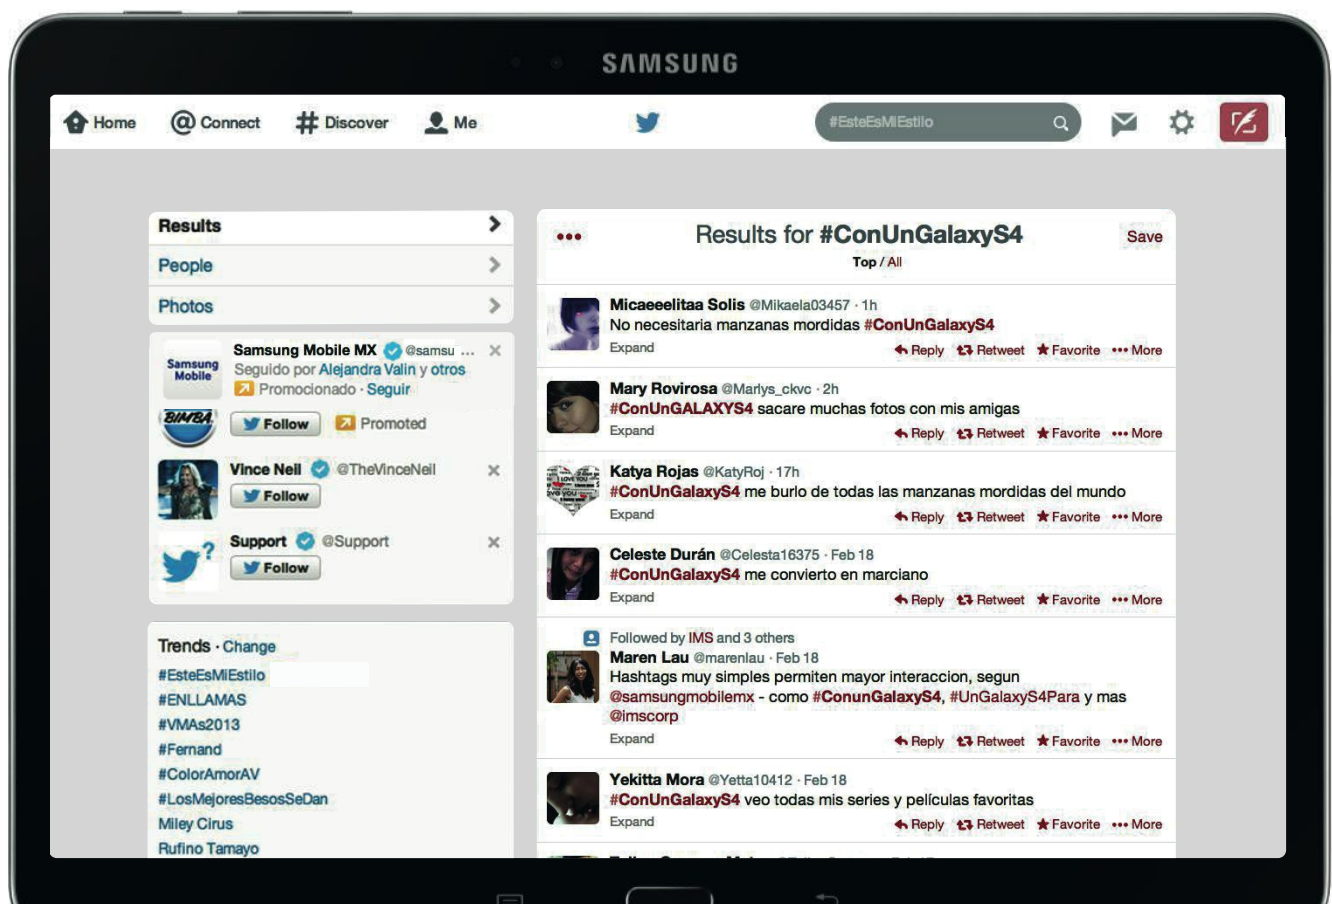 SAMSUNG
Home
Connect
Discover
Me
#EsteEsMiEstilo
Results
People
Photos
Samsung Mobile
Samsung Mobile MX @samsu ...
Seguido por Alejandra Valin y otros
Promocionado · Seguir
BIMBA
Follow Promoted
Vince Neil @TheVinceNeil
Follow
Support @Support
Follow
Trends · Change
#EsteEsMiEstilo
#ENLLAMAS
#VMAs2013
#Fernand
#ColorAmorAV
#LosMejoresBesosSeDan
Miley Cirus
Rufino Tamayo
Results for #ConUnGalaxyS4
Save
Top / All
Micaeeelitaa Solis @Mikaela03457 · 1h
No necesitaria manzanas mordidas #ConUnGalaxyS4
Expand
Reply Retweet Favorite ••• More
Mary Rovirosa @Marlys_ckvc · 2h
#ConUnGALAXYS4 sacare muchas fotos con mis amigas
Expand
Reply Retweet Favorite ••• More
Katya Rojas @KatyRoj · 17h
#ConUnGalaxyS4 me burlo de todas las manzanas mordidas del mundo
Expand
Reply Retweet Favorite ••• More
Celeste Durán @Celesta16375 · Feb 18
#ConUnGalaxyS4 me convierto en marciano
Expand
Reply Retweet Favorite ••• More
Followed by IMS and 3 others
Maren Lau @marenlau · Feb 18
Hashtags muy simples permiten mayor interaccion, segun
@samsungmobilemx - como #ConunGalaxyS4, #UnGalaxyS4Para y mas
@imscorp
Expand
Reply Retweet Favorite ••• More
Yekitta Mora @Yetta10412 · Feb 18
#ConUnGalaxyS4 veo todas mis series y películas favoritas
Expand
Reply Retweet Favorite ••• More